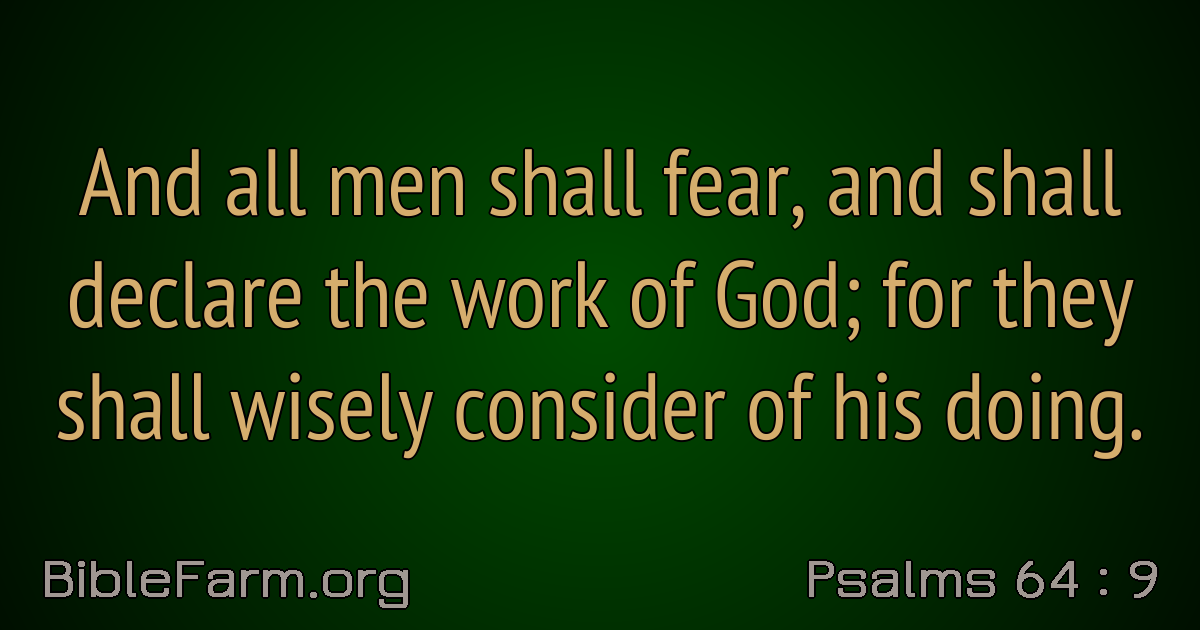 And all men shall fear, and shall
declare the work of God; for they
shall wisely consider of his doing.
BibleFarm.org
Psalms 64 : 9